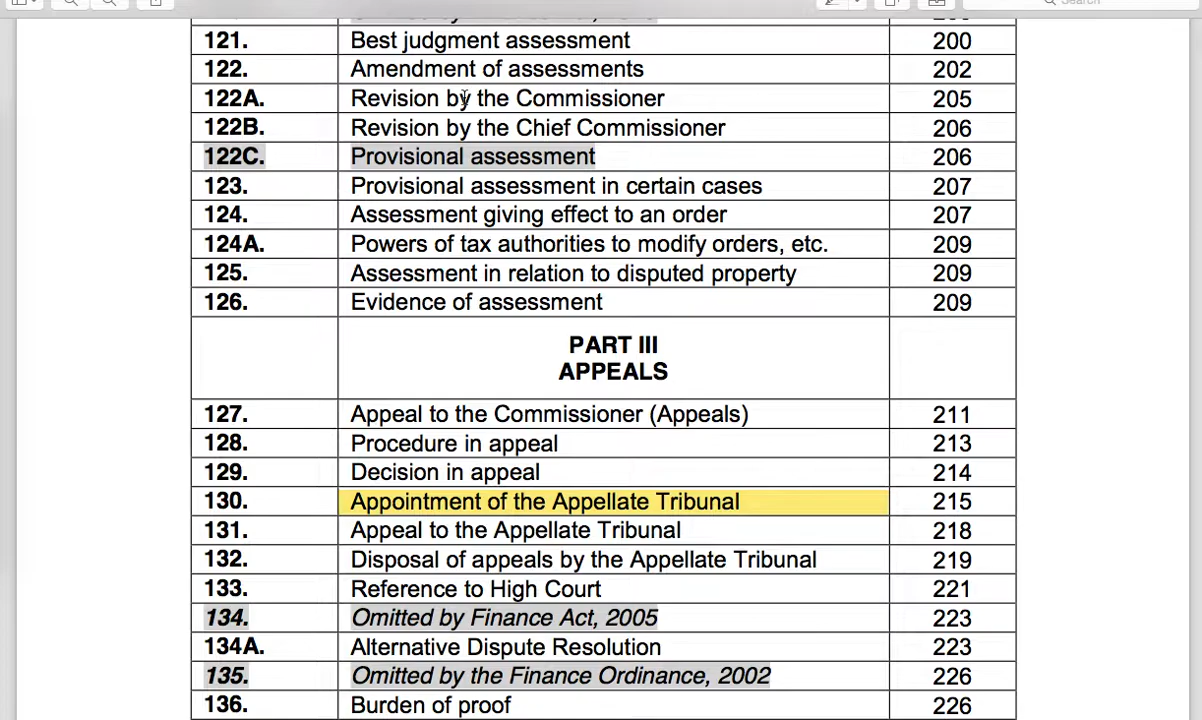 Search
121. Best judgment assessment 200
122. Amendment of assessments 202
122A. Revision by the Commissioner 205
122B. Revision by the Chief Commissioner 206
122C. Provisional assessment 206
123. Provisional assessment in certain cases 207
124. Assessment giving effect to an order 207
124A. Powers of tax authorities to modify orders, etc. 209
125. Assessment in relation to disputed property 209
126. Evidence of assessment 209
PART III
APPEALS
127. Appeal to the Commissioner (Appeals) 211
128. Procedure in appeal 213
129. Decision in appeal 214
130. Appointment of the Appellate Tribunal 215
131. Appeal to the Appellate Tribunal 218
132. Disposal of appeals by the Appellate Tribunal 219
133. Reference to High Court 221
134. Omitted by Finance Act, 2005 223
134A. Alternative Dispute Resolution 223
135. Omitted by the Finance Ordinance, 2002 226
136. Burden of proof 226